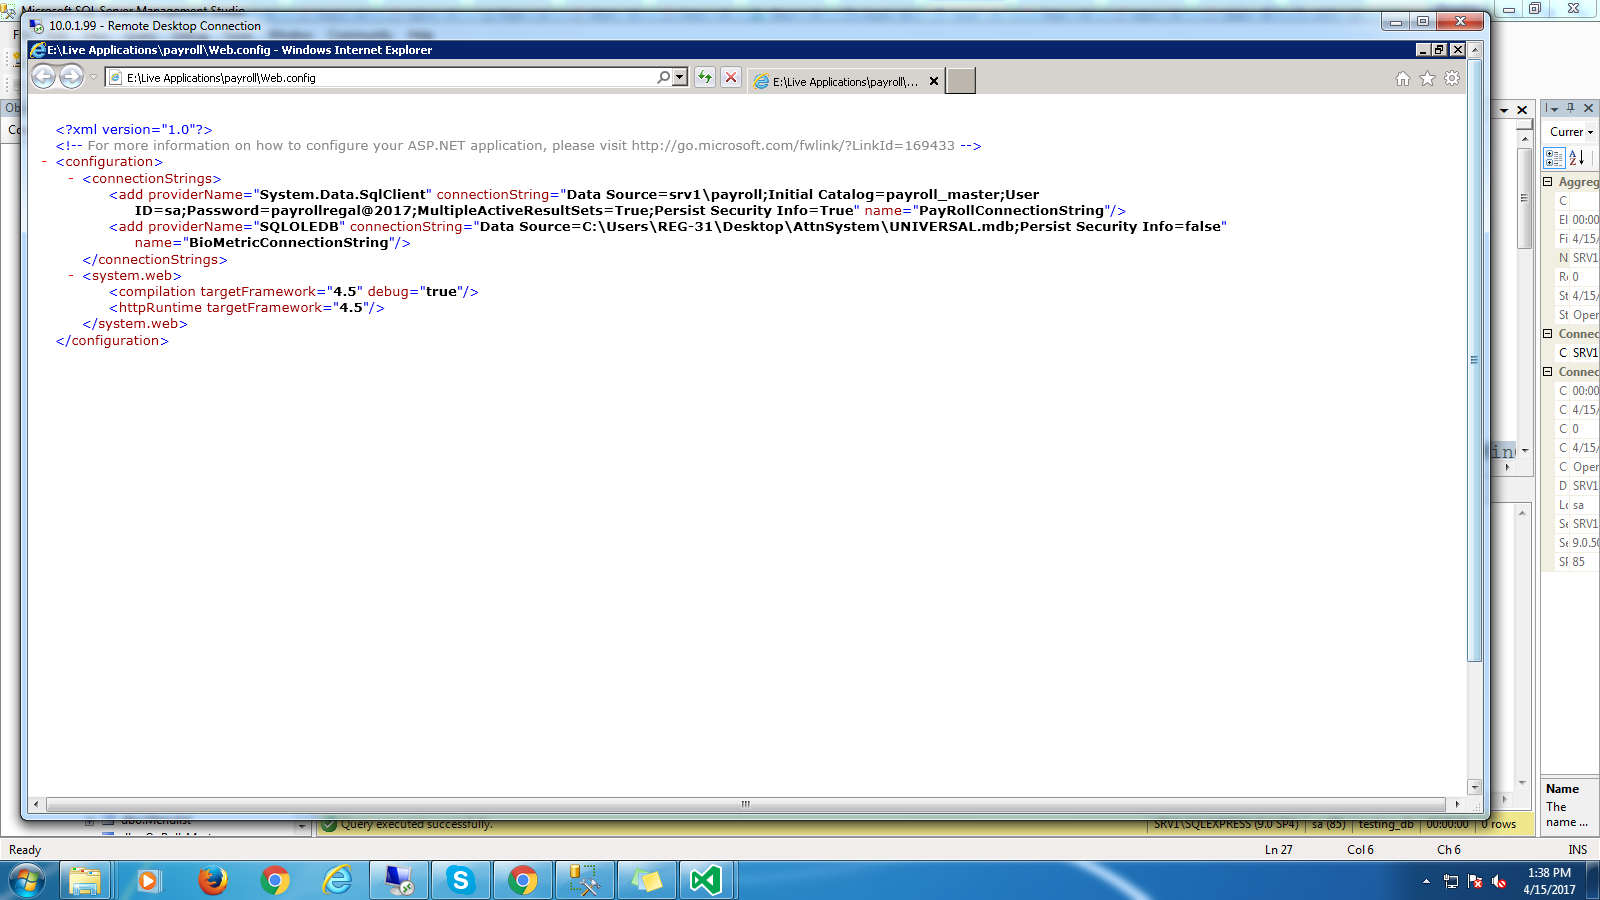 Microsoft SQL Server Management Studio
10.0.1.99 - Remote Desktop Connection
E:\Live Applications\payroll\Web.config - Windows Internet Explorer
E:\Live Applications\payroll\Web.config
E:\Live Applications\payroll\...
<?xml version="1.0"?>
<!-- For more information on how to configure your ASP.NET application, please visit http://go.microsoft.com/fwlink/?LinkId=169433 -->
- <configuration>
- <connectionStrings>
<add providerName="System.Data.SqlClient" connectionString="Data Source=srv1\payroll;Initial Catalog=payroll_master;User
ID=sa;Password=payrollregal@2017;MultipleActiveResultSets=True;Persist Security Info=True" name="PayRollConnectionString"/>
<add providerName="SQLOLEDB" connectionString="Data Source=C:\Users\REG-31\Desktop\AttnSystem\UNIVERSAL.mdb;Persist Security Info=false"
name="BioMetricConnectionString"/>
</connectionStrings>
- <system.web>
<compilation targetFramework="4.5" debug="true"/>
<httpRuntime targetFramework="4.5"/>
</system.web>
</configuration>
Ob
Co
Currer
Aggreg
C
El 00:00
Fi 4/15/
N SRV1
R 0
St 4/15/
St Oper
Connec
C SRV1
Connec
C 00:00
C 4/15/
C 0
C 4/15/
C Oper
D SRV1
Lo sa
Se SRV1
Se 9.0.50
SP 85
Name
The
name ...
Query executed successfully.
SRV1\SQLEXPRESS (9.0 SP4) sa (85) testing_db 00:00:00 0 rows
Ready
Ln 27
Col 6
Ch 6
INS
1:38 PM
4/15/2017